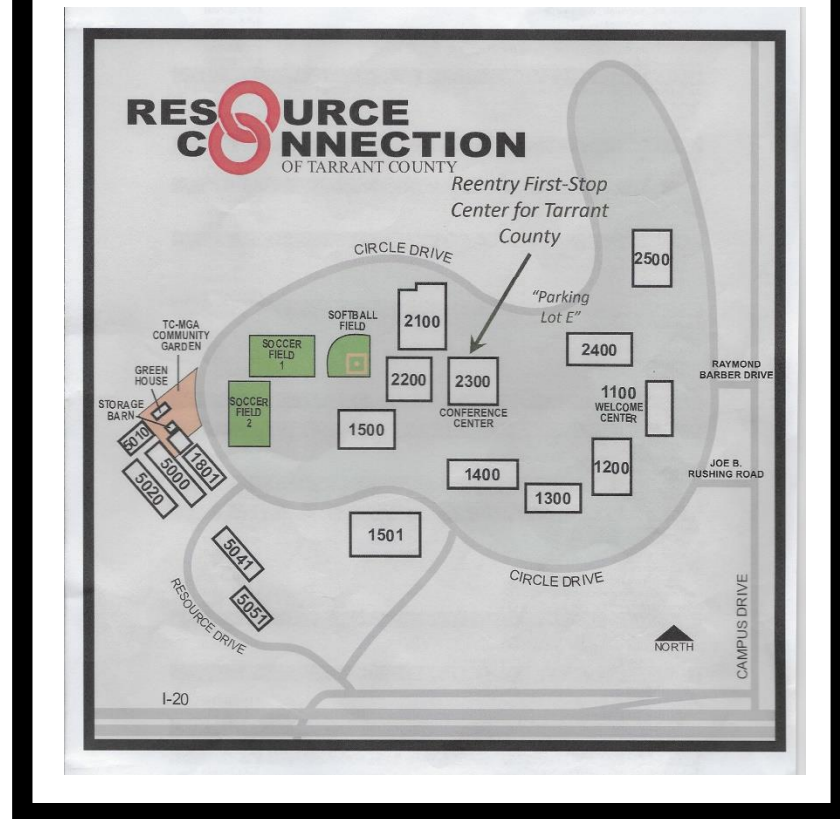 RESOURCE
CONNECTION
OF TARRANT COUNTY
Reentry First-Stop
Center for Tarrant
County
CIRCLE DRIVE
2500
"Parking
Lot E"
SOFTBALL
FIELD
2100
TC-MGA
COMMUNITY
GARDEN
SOCCER
FIELD
1
2400
GREEN
HOUSE
RAYMOND
BARBER DRIVE
2200
2300
1100
WELCOME
CENTER
STORAGE
BARN
SOCCER
FIELD
2
CONFERENCE
CENTER
1500
5010
1801
5000
5020
1400
1200
JOE B.
RUSHING ROAD
1300
1501
5041
CIRCLE DRIVE
5051
RESOURCE DRIVE
CAMPUS DRIVE
NORTH
I-20